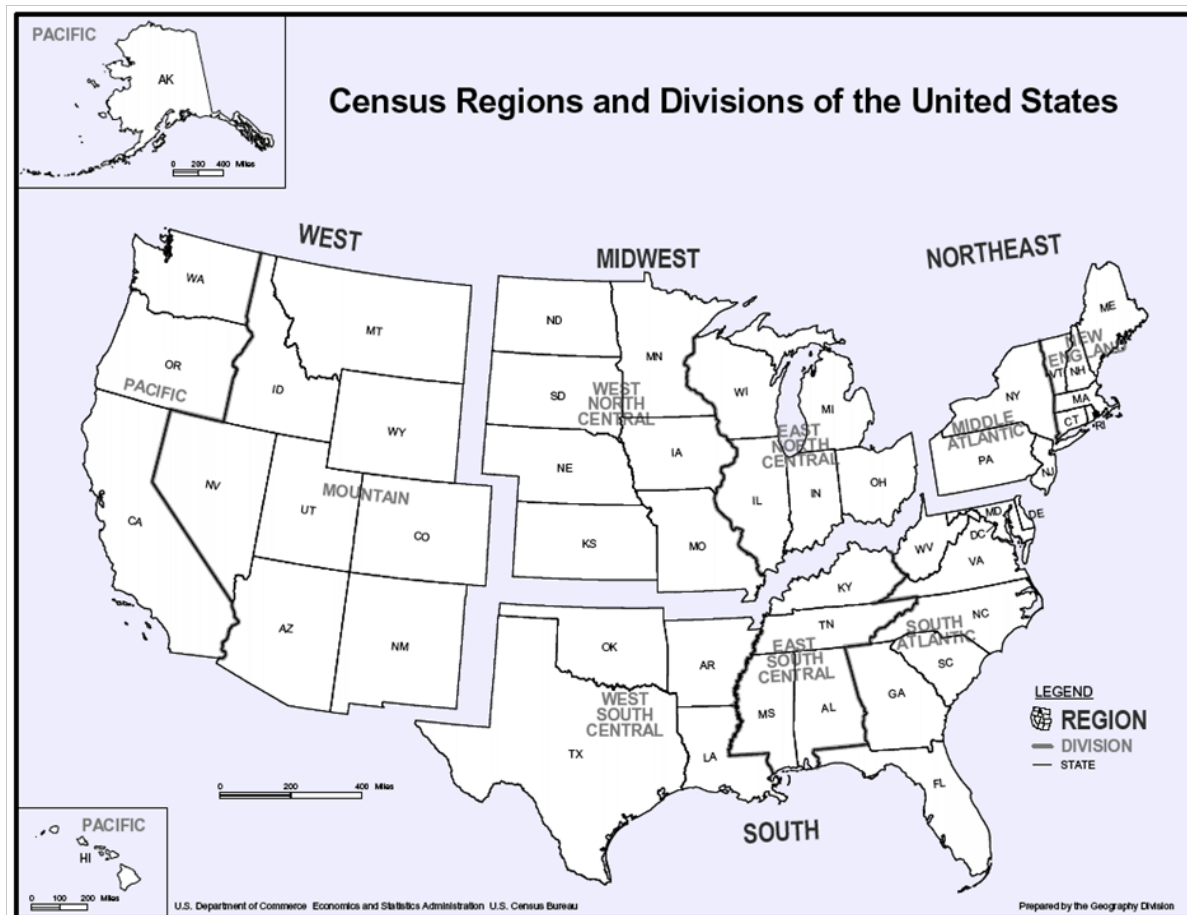 PACIFIC
AK
0 200 400 Miles
Census Regions and Divisions of the United States
WEST
MIDWEST
NORTHEAST
WA
MT
OR
ID
PACIFIC
WY
NV
UT
MOUNTAIN
CO
CA
AZ
NM
ND
MN
SD
WEST
NORTH
CENTRAL
WI
MI
IA
NE
EAST
NORTH
CENTRAL
IL
IN
OH
KS
MO
ME
NEW
ENGLAND
VT
NH
NY
MA
CT
RI
MIDDLE
ATLANTIC
PA
NJ
MD
DE
DC
WV
VA
KY
NC
TN
SOUTH
ATLANTIC
OK
AR
EAST
SOUTH
CENTRAL
SC
WEST
SOUTH
CENTRAL
MS
AL
GA
TX
LA
FL
LEGEND
REGION
DIVISION
STATE
0 200 400
SOUTH
PACIFIC
HI
0 100 200 Miles
U.S. Department of Commerce Economics and Statistics Administration U.S. Census Bureau
Prepared by the Geography Division